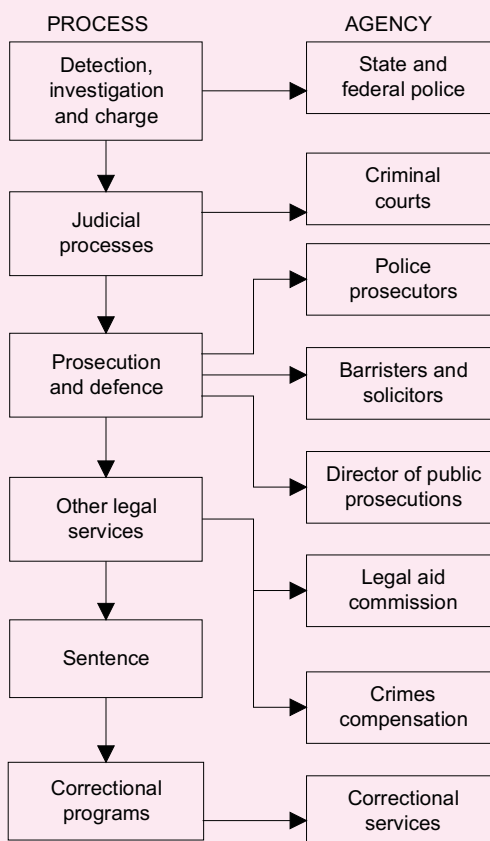 PROCESS
AGENCY
Detection,
investigation
and charge
State and
federal police
Judicial
processes
Criminal
courts
Police
prosecutors
Prosecution
and defence
Barristers and
solicitors
Director of public
prosecutions
Other legal
services
Legal aid
commission
Sentence
Crimes
compensation
Correctional
programs
Correctional
services